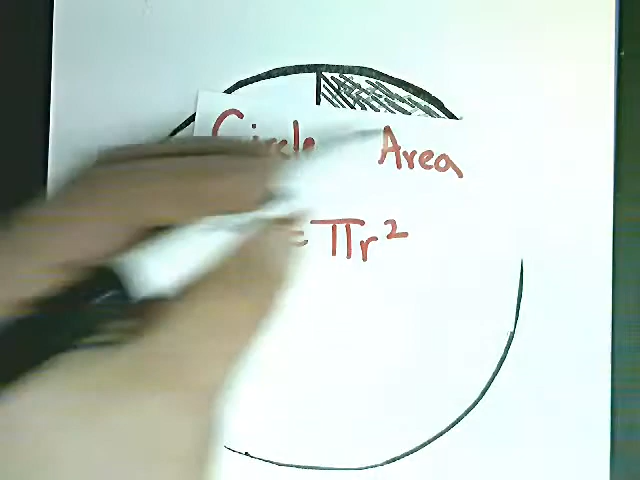 Circle Area
= πr²